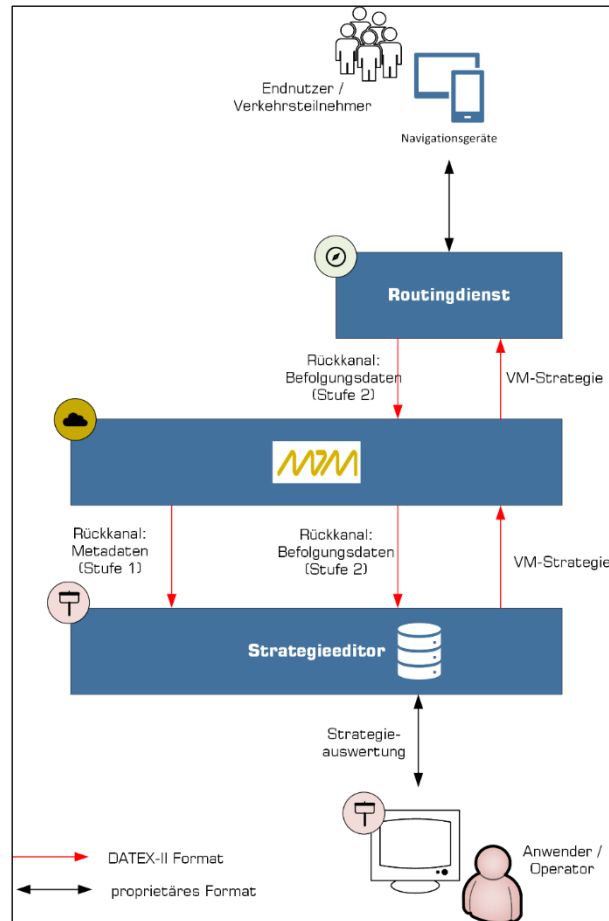 Endnutzer /
Verkehrsteilnehmer
Navigationsgeräte
Routingdienst
Rückkanal:
Befolgungsdaten
(Stufe 2)
VM-Strategie
MDM
Rückkanal:
Metadaten
(Stufe 1)
Rückkanal:
Befolgungsdaten
(Stufe 2)
VM-Strategie
Strategieeditor
Strategie-
auswertung
Anwender /
Operator
DATEX-II Format
proprietäres Format